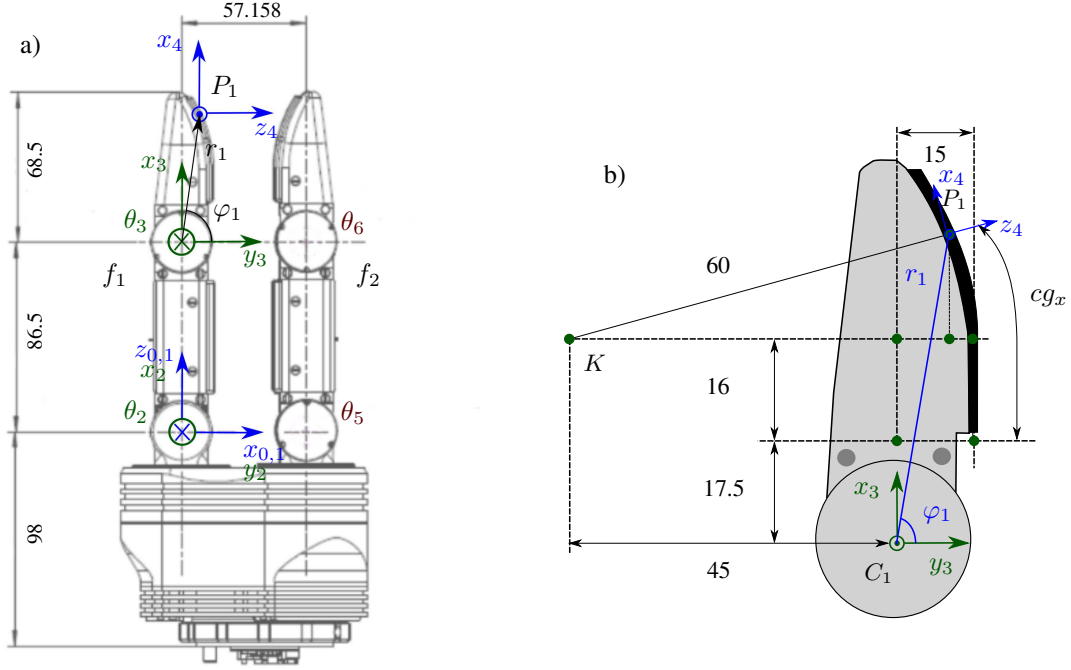 a)
57.158
x₄
P₁
z₄
r₁
x₃
φ₁
θ₃
θ₆
y₃
f₁
f₂
68.5
86.5
98
z₀,₁
x₂
θ₂
θ₅
x₀,₁
y₂
b)
15
x₄
P₁
z₄
60
r₁
cgₓ
K
16
17.5
x₃
φ₁
45
C₁
y₃